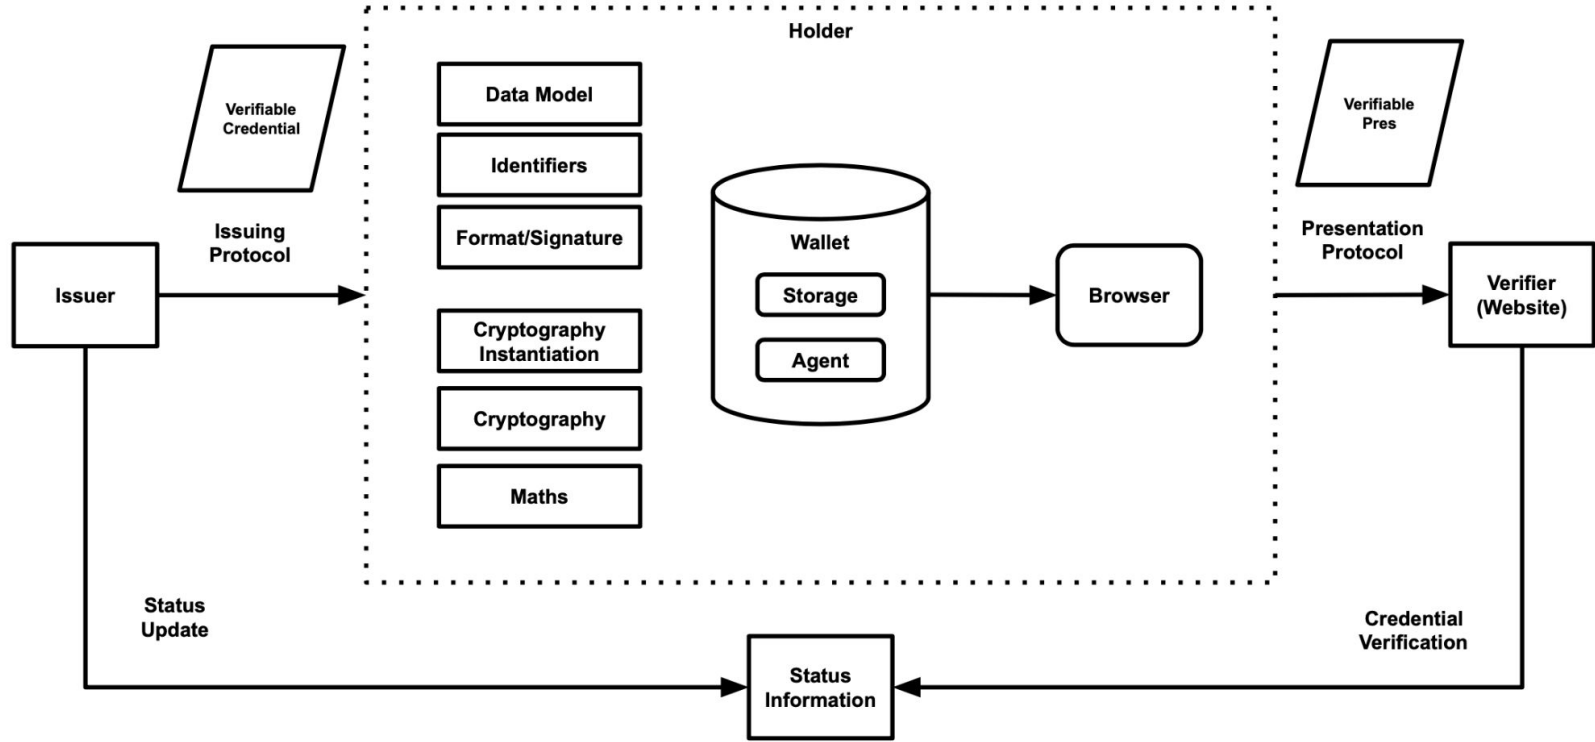 Holder
Verifiable
Credential
Data Model
Identifiers
Format/Signature
Cryptography
Instantiation
Cryptography
Maths
Wallet
Storage
Agent
Browser
Verifiable
Pres
Issuing
Protocol
Presentation
Protocol
Issuer
Verifier
(Website)
Status
Update
Status
Information
Credential
Verification